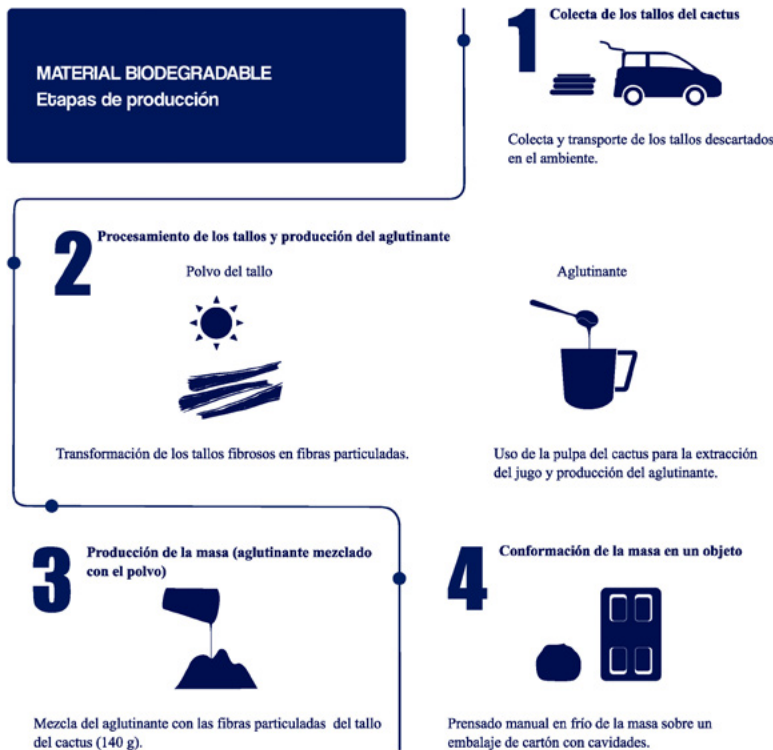 MATERIAL BIODEGRADABLE
Etapas de producción
1
Colecta de los tallos del cactus
Colecta y transporte de los tallos descartados
en el ambiente.
2
Procesamiento de los tallos y producción del aglutinante
Polvo del tallo
Transformación de los tallos fibrosos en fibras particuladas.
Aglutinante
Uso de la pulpa del cactus para la extracción
del jugo y producción del aglutinante.
3
Producción de la masa (aglutinante mezclado
con el polvo)
Mezcla del aglutinante con las fibras particuladas del tallo
del cactus (140 g).
4
Conformación de la masa en un objeto
Prensado manual en frío de la masa sobre un
embalaje de cartón con cavidades.